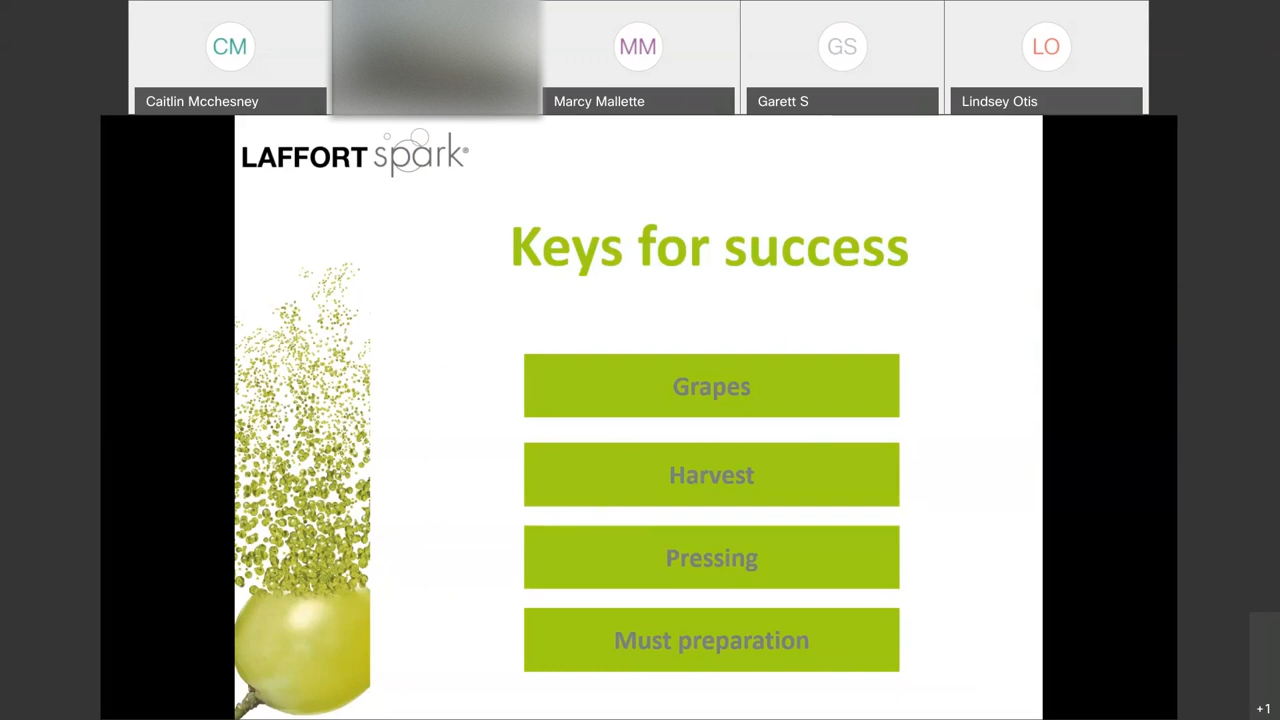 CM
MM
GS
LO
Caitlin Mcchesney
Marcy Mallette
Garett S
Lindsey Otis
LAFFORT spark®
Keys for success
Grapes
Harvest
Pressing
Must preparation
+1